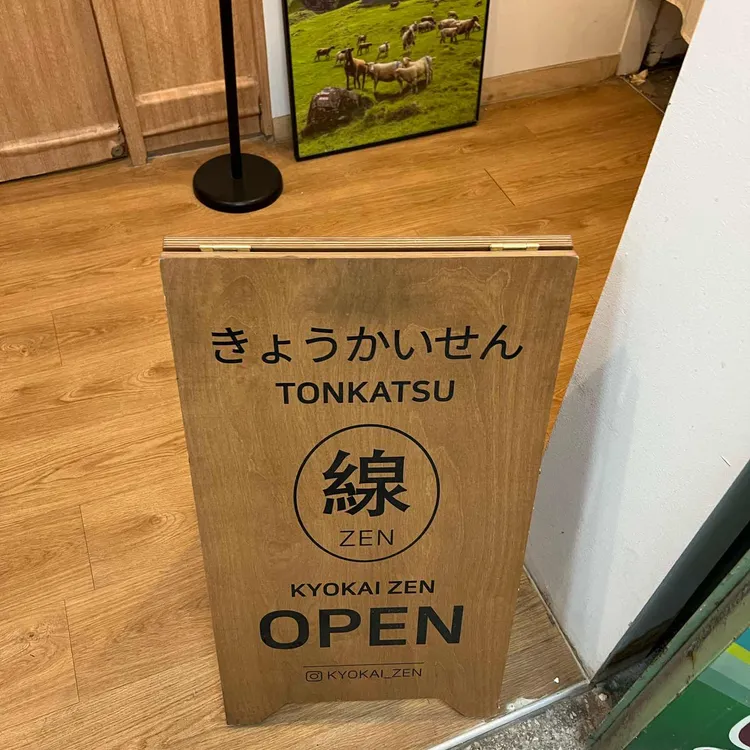 きょうかいせん
TONKATSU
線
ZEN
KYOKAI ZEN
OPEN
KYOKAI_ZEN